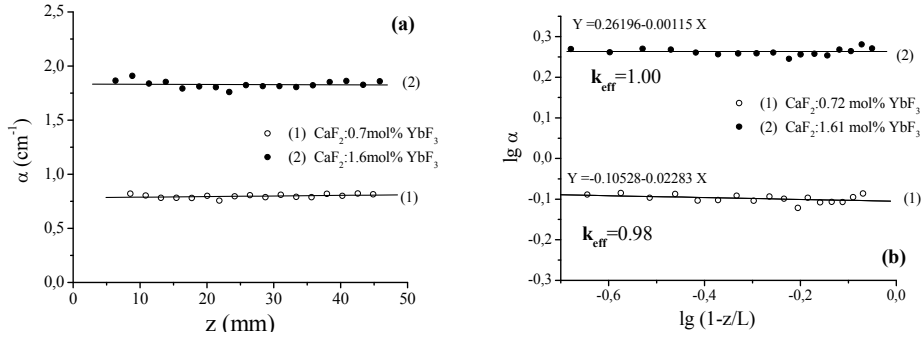 (a)
2,5
2,0
1,5
1,0
0,5
0,0
α (cm⁻¹)
(2)
(1) CaF₂:0.7mol% YbF₃
(2) CaF₂:1.6mol% YbF₃
(1)
0 10 20 30 40 50
z (mm)
Y =0.26196-0.00115 X
0,3
0,2
0,1
0,0
-0,1
-0,1
-0,3
lg α
(2)
k_eff=1.00
(1) CaF₂:0.72 mol% YbF₃
(2) CaF₂:1.61 mol% YbF₃
Y =-0.10528-0.02283 X
(1)
k_eff=0.98
(b)
-0,6 -0,4 -0,2 0,0
lg (1-z/L)